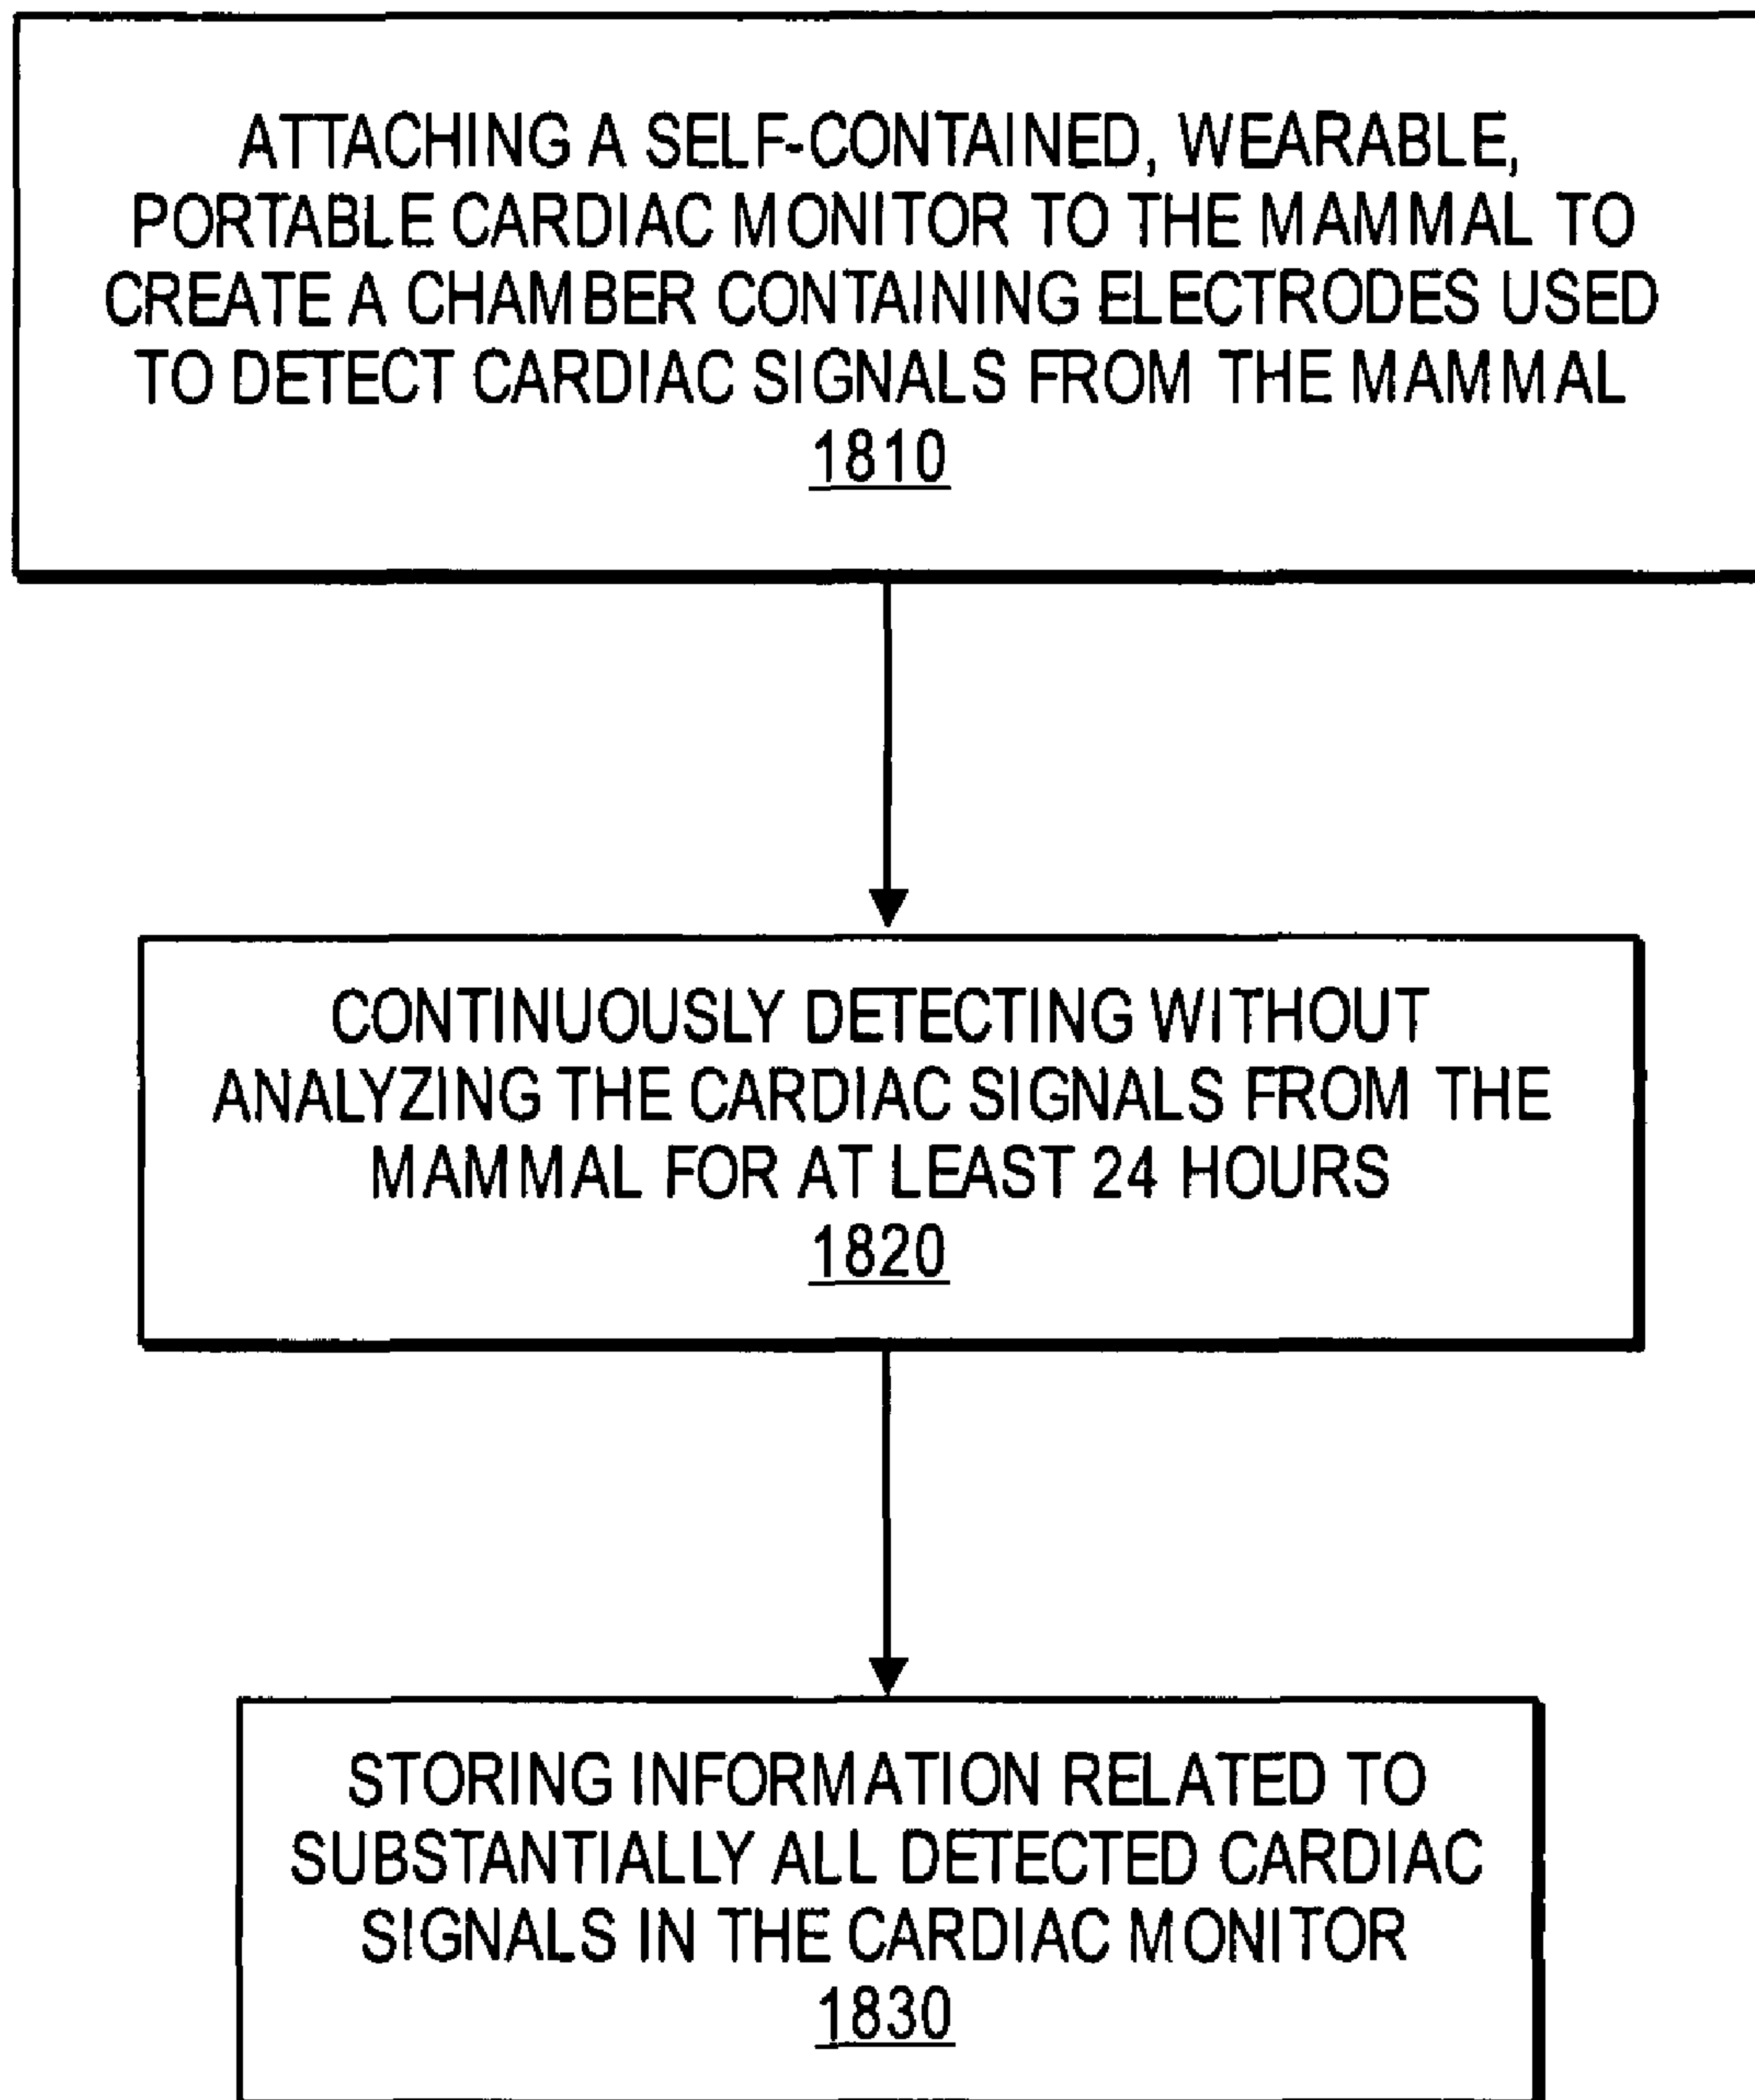 ATTACHING A SELF-CONTAINED, WEARABLE,
PORTABLE CARDIAC MONITOR TO THE MAMMAL TO
CREATE A CHAMBER CONTAINING ELECTRODES USED
TO DETECT CARDIAC SIGNALS FROM THE MAMMAL
1810
CONTINUOUSLY DETECTING WITHOUT
ANALYZING THE CARDIAC SIGNALS FROM THE
MAMMAL FOR AT LEAST 24 HOURS
1820
STORING INFORMATION RELATED TO
SUBSTANTIALLY ALL DETECTED CARDIAC
SIGNALS IN THE CARDIAC MONITOR
1830